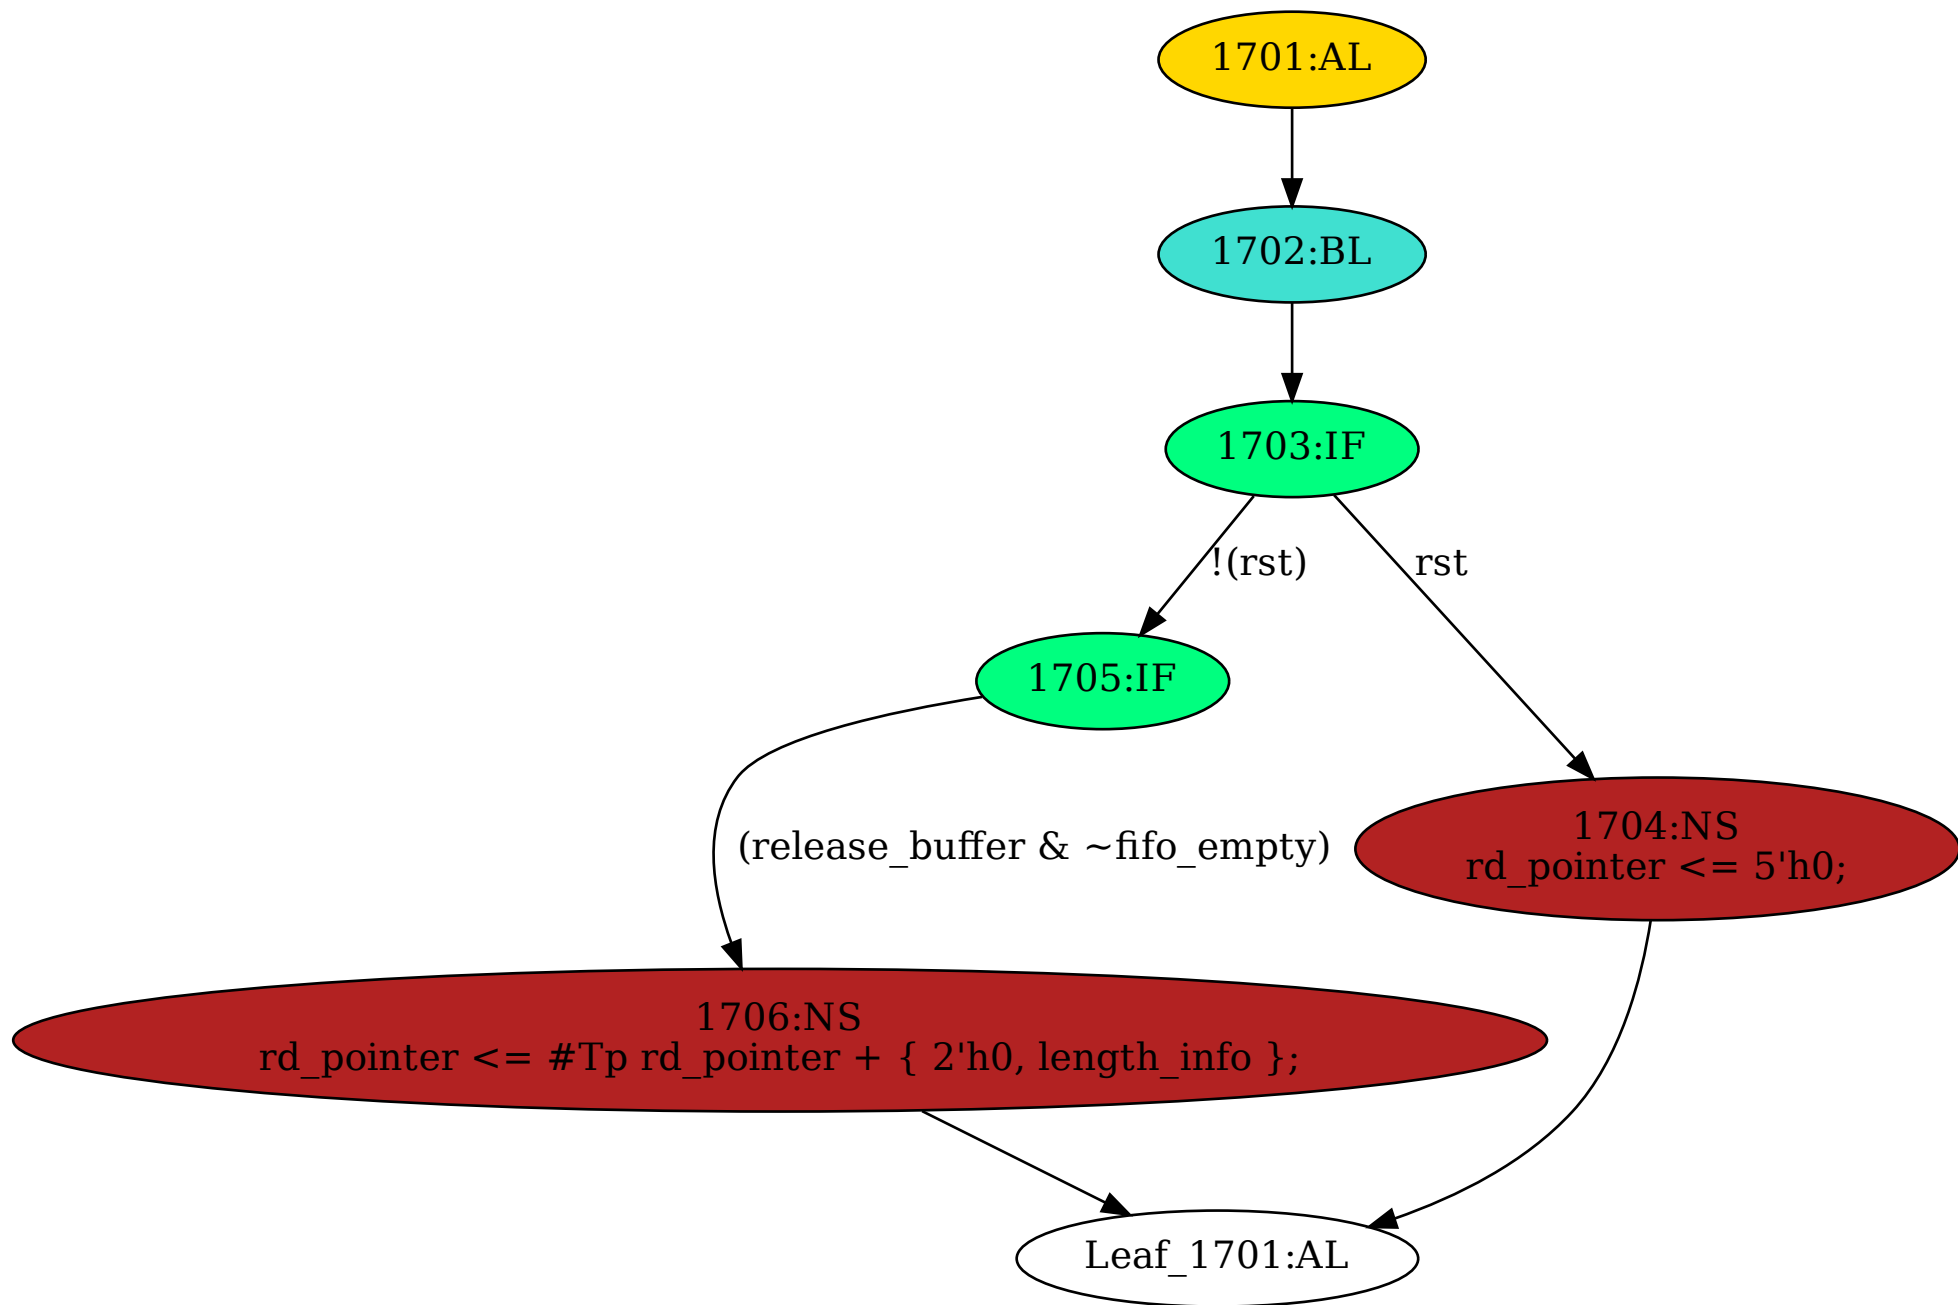 1701:AL
1702:BL
1703:IF
!(rst)
rst
1705:IF
(release_buffer & ~fifo_empty)
1704:NS
rd_pointer <= 5'h0;
1706:NS
rd_pointer <= #Tp rd_pointer + { 2'h0, length_info };
Leaf_1701:AL